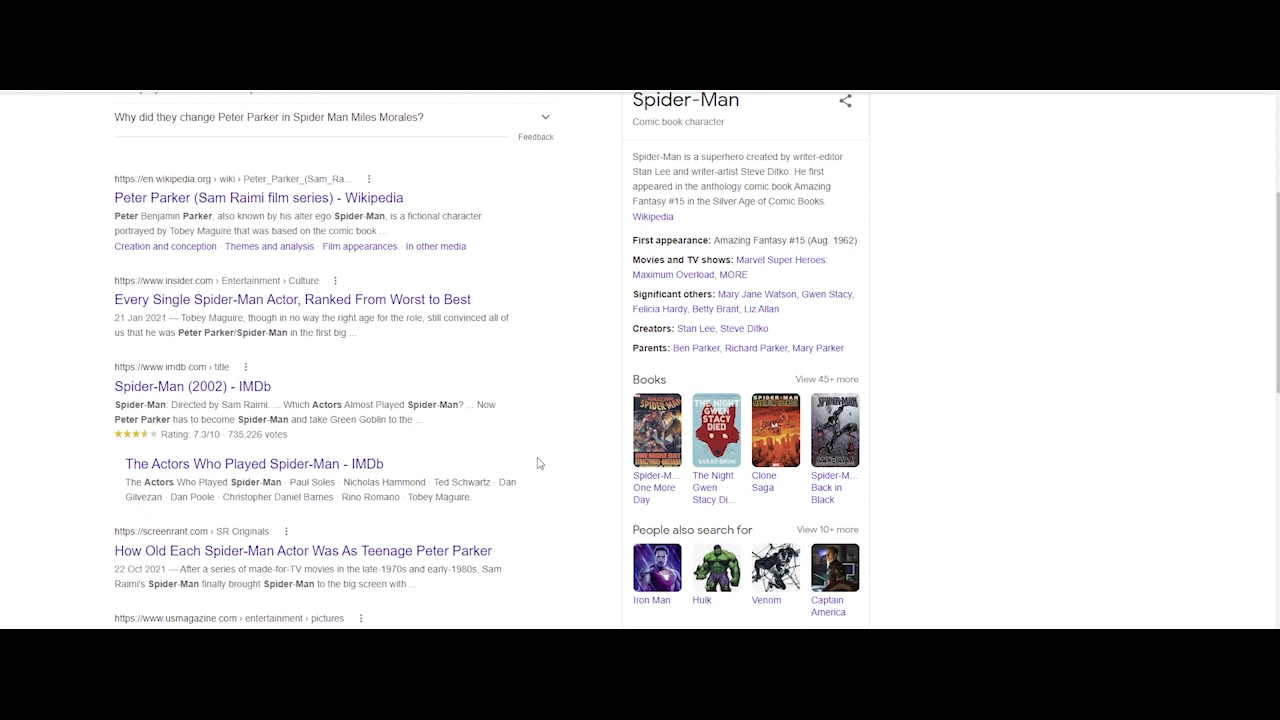 Why did they change Peter Parker in Spider Man Miles Morales?
Feedback
https://en.wikipedia.org › wiki › Peter_Parker_(Sam_Ra...
Peter Parker (Sam Raimi film series) - Wikipedia
Peter Benjamin Parker, also known by his alter ego Spider-Man, is a fictional character
portrayed by Tobey Maguire that was based on the comic book ...
Creation and conception · Themes and analysis · Film appearances · In other media
https://www.insider.com › Entertainment › Culture
Every Single Spider-Man Actor, Ranked From Worst to Best
21 Jan 2021 — Tobey Maguire, though in no way the right age for the role, still convinced all of
us that he was Peter Parker/Spider-Man in the first big ...
https://www.imdb.com › title
Spider-Man (2002) - IMDb
Spider-Man: Directed by Sam Raimi. ... Which Actors Almost Played Spider-Man? ... Now
Peter Parker has to become Spider-Man and take Green Goblin to the ...
Rating: 7.3/10 · 735,226 votes
The Actors Who Played Spider-Man - IMDb
The Actors Who Played Spider-Man · Paul Soles · Nicholas Hammond · Ted Schwartz · Dan
Gilvezan · Dan Poole · Christopher Daniel Barnes · Rino Romano · Tobey Maguire.
https://screenrant.com › SR Originals
How Old Each Spider-Man Actor Was As Teenage Peter Parker
22 Oct 2021 — After a series of made-for-TV movies in the late-1970s and early-1980s, Sam
Raimi's Spider-Man finally brought Spider-Man to the big screen with ...
https://www.usmagazine.com › entertainment › pictures
Spider-Man
Comic book character
Spider-Man is a superhero created by writer-editor
Stan Lee and writer-artist Steve Ditko. He first
appeared in the anthology comic book Amazing
Fantasy #15 in the Silver Age of Comic Books.
Wikipedia
First appearance: Amazing Fantasy #15 (Aug. 1962)
Movies and TV shows: Marvel Super Heroes:
Maximum Overload, MORE
Significant others: Mary Jane Watson, Gwen Stacy,
Felicia Hardy, Betty Brant, Liz Allan
Creators: Stan Lee, Steve Ditko
Parents: Ben Parker, Richard Parker, Mary Parker
Books
View 45+ more
THE NIGHT
GWEN
STACY
DIED
SPIDER-MAN
Spider-M...
One More
Day
The Night
Gwen
Stacy Di...
Clone
Saga
Spider-M...
Back in
Black
People also search for
View 10+ more
Iron Man
Hulk
Venom
Captain
America